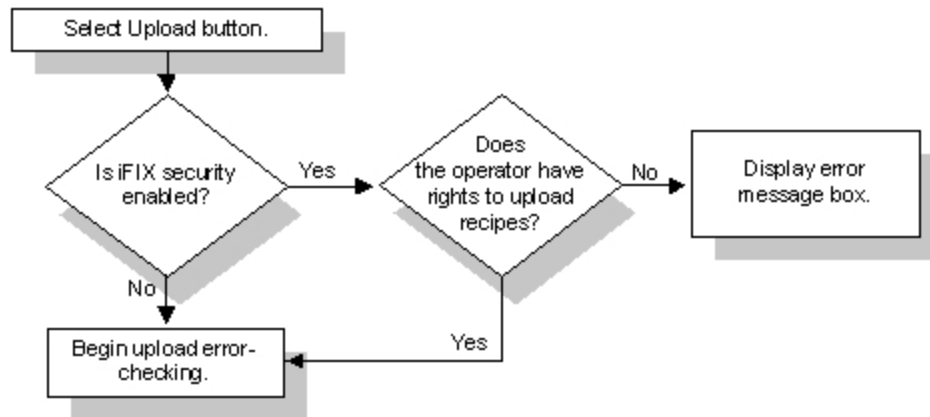 Select Upload button.
Is iFIX security
enabled?
Yes
Does
the operator have
rights to upload
recipes?
No
Display error
message box.
No
Yes
Begin upload error-
checking.